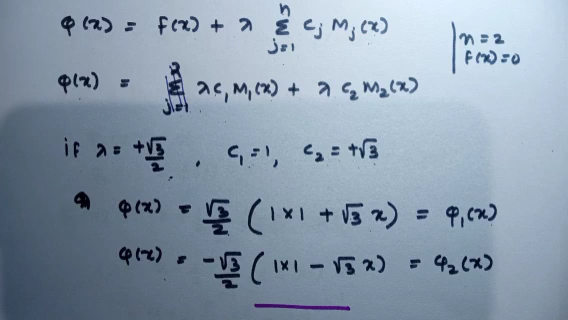 φ(x) = f(x) + λ Σ_{j=1}^{n} c_j M_j(x)
n = 2
f(x) = 0
φ(x) = λ c_1 M_1(x) + λ c_2 M_2(x)
if λ = +√3/2 , c_1 = 1, c_2 = +√3
φ(x) = √3/2 ( 1×1 + √3 x) = φ_1(x)
φ(x) = -√3/2 ( 1×1 - √3 x) = φ_2(x)